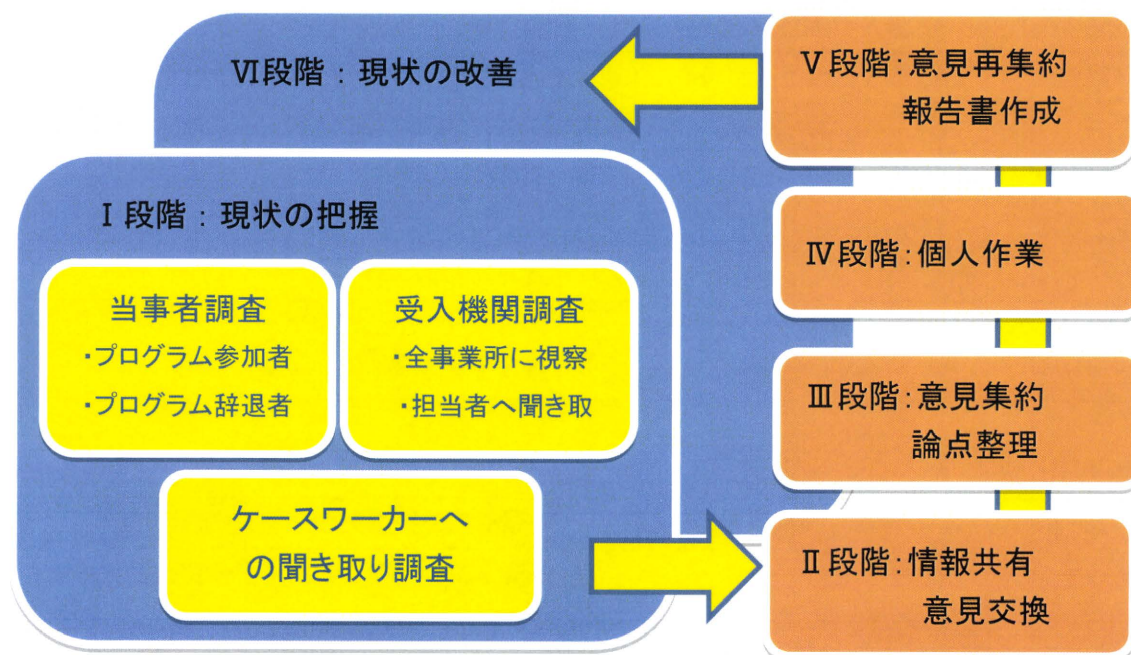 Ⅵ段階：現状の改善
Ⅰ段階：現状の把握
当事者調査
・プログラム参加者
・プログラム辞退者
受入機関調査
・全事業所に視察
・担当者へ聞き取
ケースワーカーへ
の聞き取り調査
Ⅱ段階：情報共有
意見交換
Ⅲ段階：意見集約
論点整理
Ⅳ段階：個人作業
Ⅴ段階：意見再集約
報告書作成